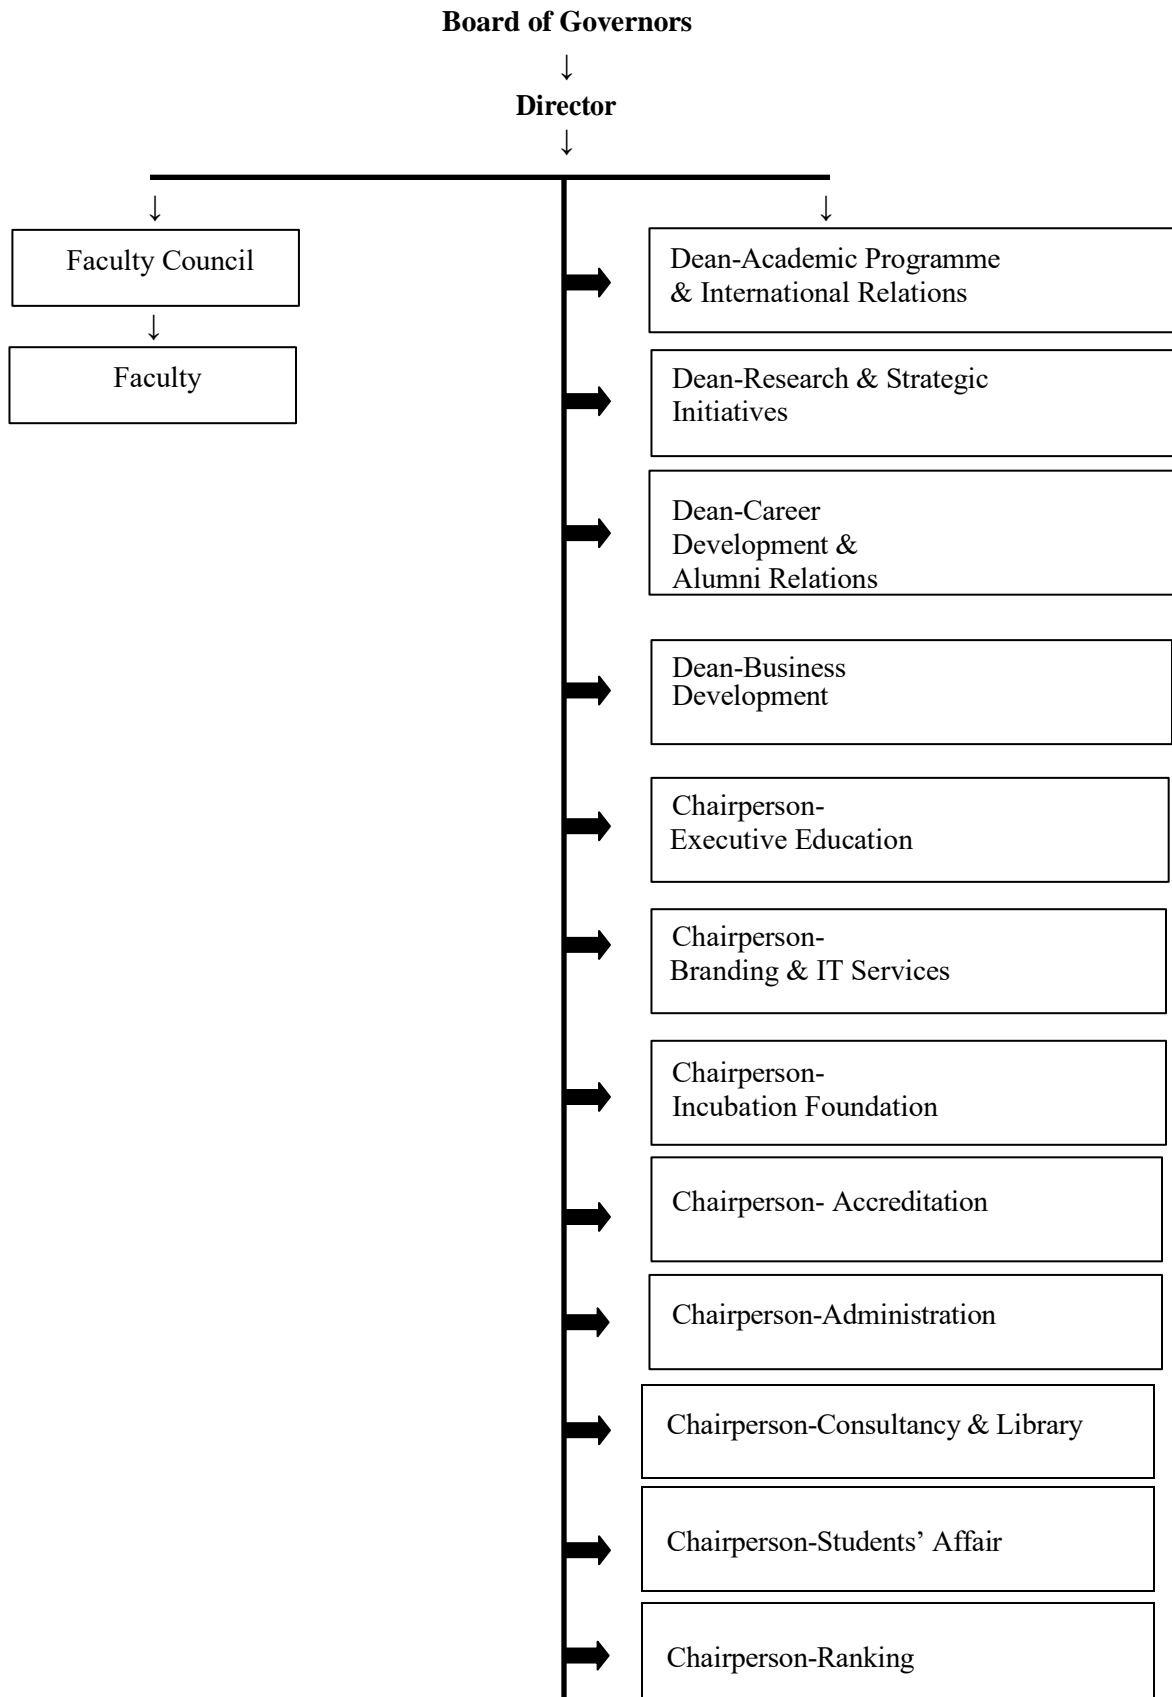 Board of Governors
↓
Director
↓
↓
↓
Faculty Council
↓
Faculty
Dean-Academic Programme
& International Relations
Dean-Research & Strategic
Initiatives
Dean-Career
Development &
Alumni Relations
Dean-Business
Development
Chairperson-
Executive Education
Chairperson-
Branding & IT Services
Chairperson-
Incubation Foundation
Chairperson- Accreditation
Chairperson-Administration
Chairperson-Consultancy & Library
Chairperson-Students’ Affair
Chairperson-Ranking